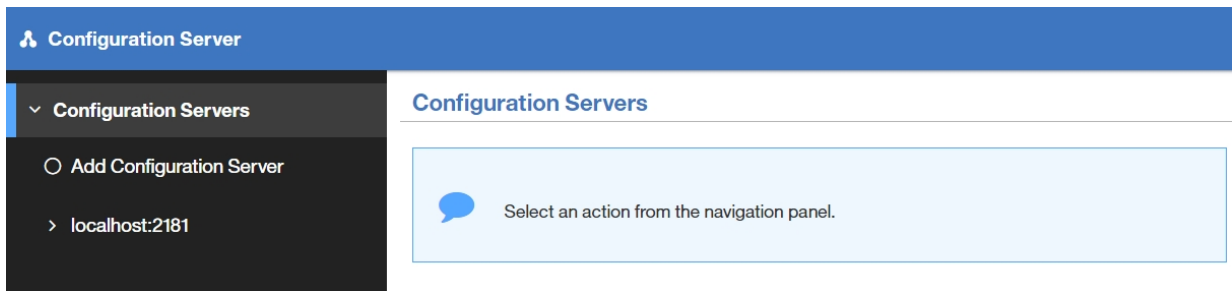 Configuration Server
Configuration Servers
Add Configuration Server
localhost:2181
Configuration Servers
Select an action from the navigation panel.